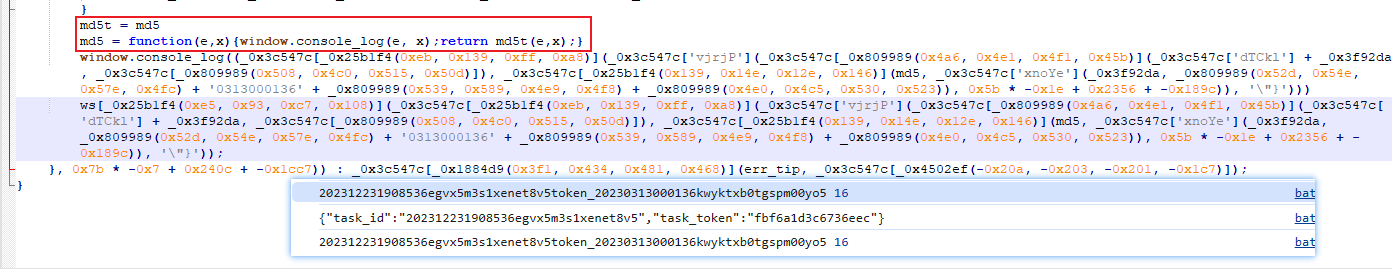 }
md5t = md5
md5 = function(e,x){window.console_log(e, x);return md5t(e,x);}
window.console_log((_0x3c547c[_0x25b1f4(0xeb, 0x139, 0xff, 0xa8)](_0x3c547c['vjrjP'](_0x3c547c[_0x809989(0x4a6, 0x4e1, 0x4f1, 0x45b)](_0x3c547c['dTCkl'] + _0x3f92da
, _0x3c547c[_0x809989(0x508, 0x4c0, 0x515, 0x50d)]), _0x3c547c[_0x25b1f4(0x139, 0x14e, 0x12e, 0x146)](md5, _0x3c547c['xnoYe'](_0x3f92da, _0x809989(0x52d, 0x54e,
0x57e, 0x4fc) + '0313000136' + _0x809989(0x539, 0x589, 0x4e9, 0x4f8) + _0x809989(0x4e0, 0x4c5, 0x530, 0x523)), 0x5b * -0x1e + 0x2356 + -0x189c)), '\"}')))
ws[_0x25b1f4(0xe5, 0x93, 0xc7, 0x108)](_0x3c547c[_0x25b1f4(0xeb, 0x139, 0xff, 0xa8)](_0x3c547c['vjrjP'](_0x3c547c[_0x809989(0x4a6, 0x4e1, 0x4f1, 0x45b)](_0x3c547c[
'dTCkl'] + _0x3f92da, _0x3c547c[_0x809989(0x508, 0x4c0, 0x515, 0x50d)]), _0x3c547c[_0x25b1f4(0x139, 0x14e, 0x12e, 0x146)](md5, _0x3c547c['xnoYe'](_0x3f92da,
_0x809989(0x52d, 0x54e, 0x57e, 0x4fc) + '0313000136' + _0x809989(0x539, 0x589, 0x4e9, 0x4f8) + _0x809989(0x4e0, 0x4c5, 0x530, 0x523)), 0x5b * -0x1e + 0x2356 + -
0x189c)), '\"}'));
}, 0x7b * -0x7 + 0x240c + -0x1cc7)) : _0x3c547c[_0x1884d9(0x3f1, 0x434, 0x481, 0x468)](err_tip, _0x3c547c[_0x4502ef(-0x20a, -0x203, -0x201, -0x1c7)]);
}
202312231908536egvx5m3s1xenet8v5token_20230313000136kwyktxb0tgspm00yo5 16 bat
{"task_id":"202312231908536egvx5m3s1xenet8v5","task_token":"fbf6a1d3c6736eec"} bat
202312231908536egvx5m3s1xenet8v5token_20230313000136kwyktxb0tgspm00yo5 16 bat